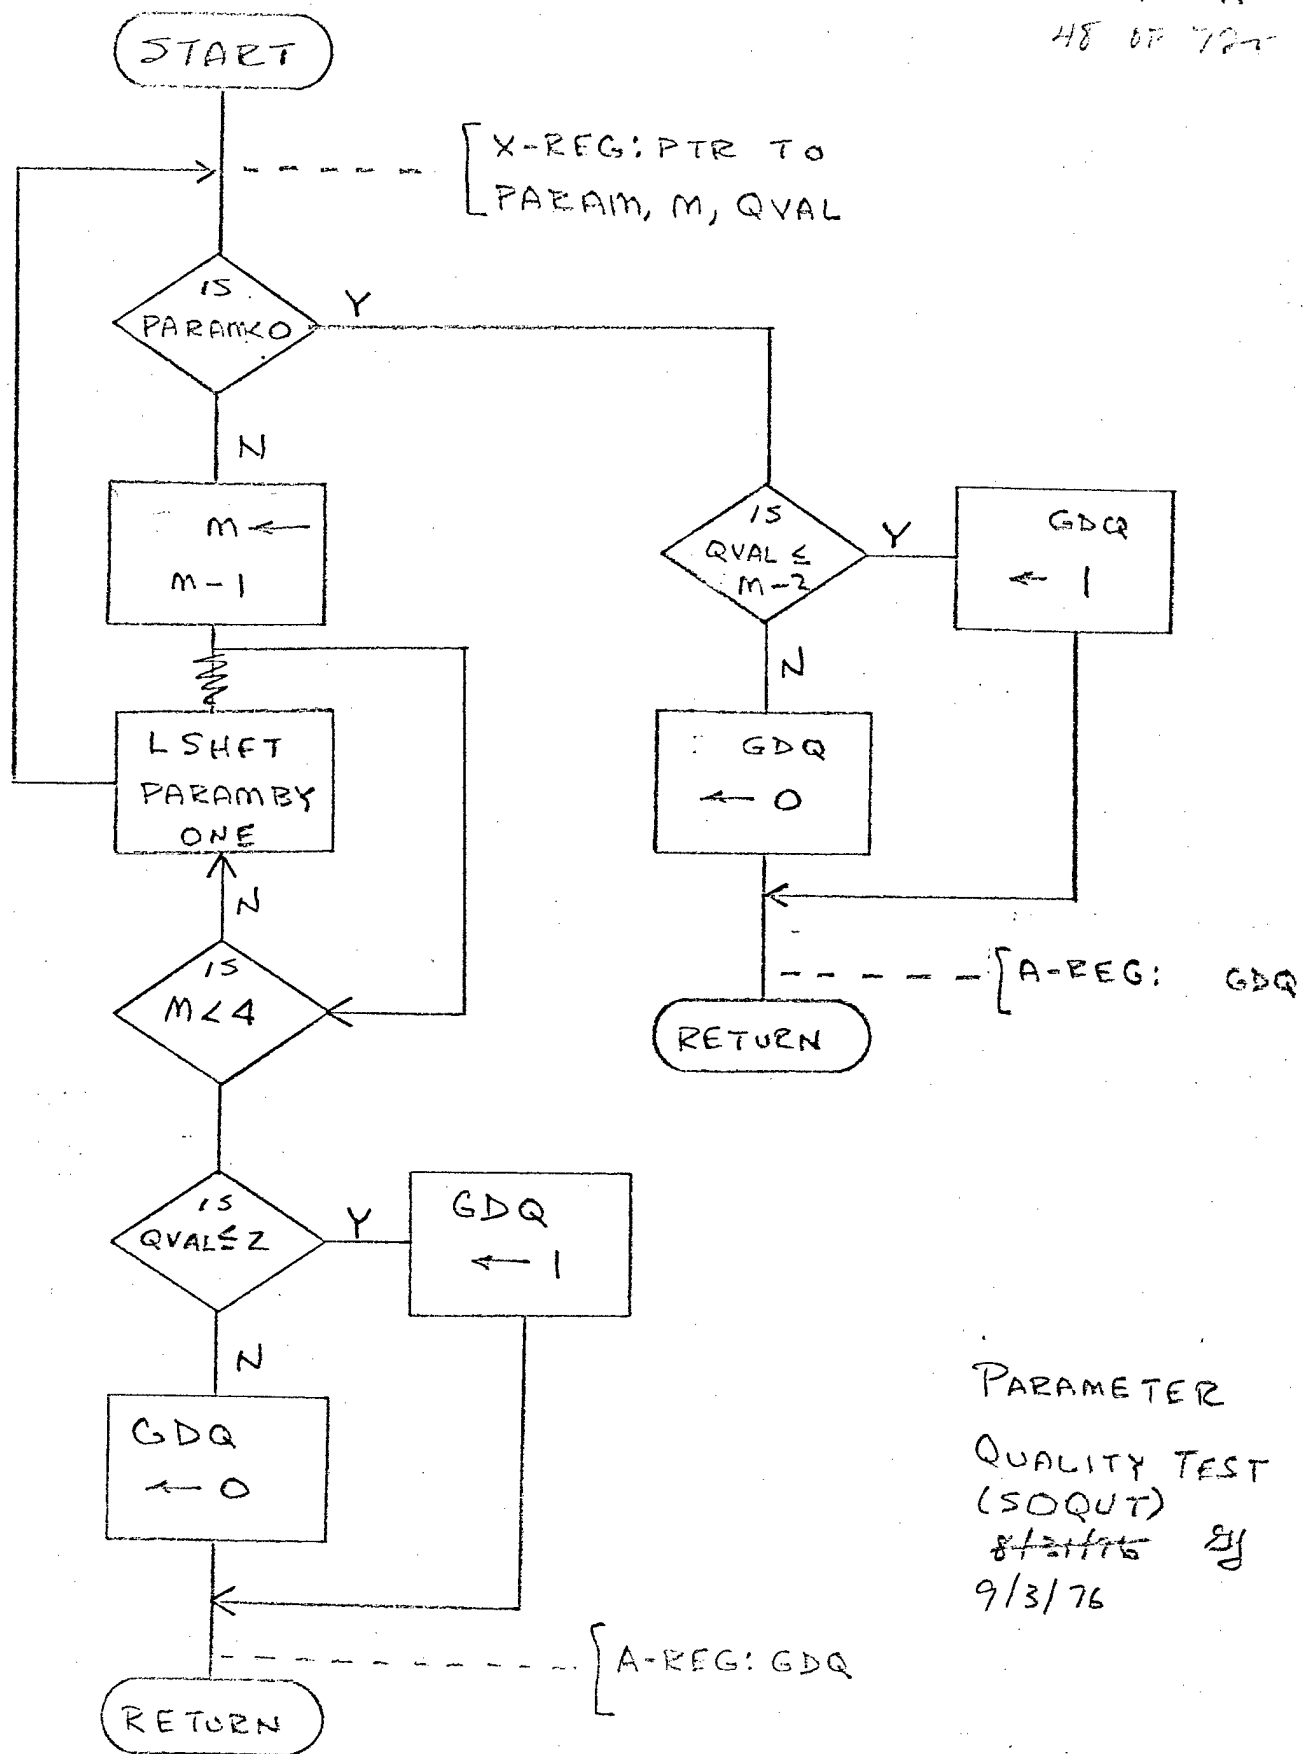 48 OF
START
X-REG: PTR TO
PARAM, M, QVAL
IS
PARAM<0
Y
N
M ←
M-1
LSHFT
PARAM BY
ONE
N
IS
M<4
IS
QVAL≤2
Y
GDQ
← 1
N
GDQ
← 0
A-REG: GDQ
RETURN
IS
QVAL ≤
M-2
Y
GDQ
← 1
N
GDQ
← 0
A-REG: GDQ
RETURN
PARAMETER
QUALITY TEST
(SOQUT)
9/3/76